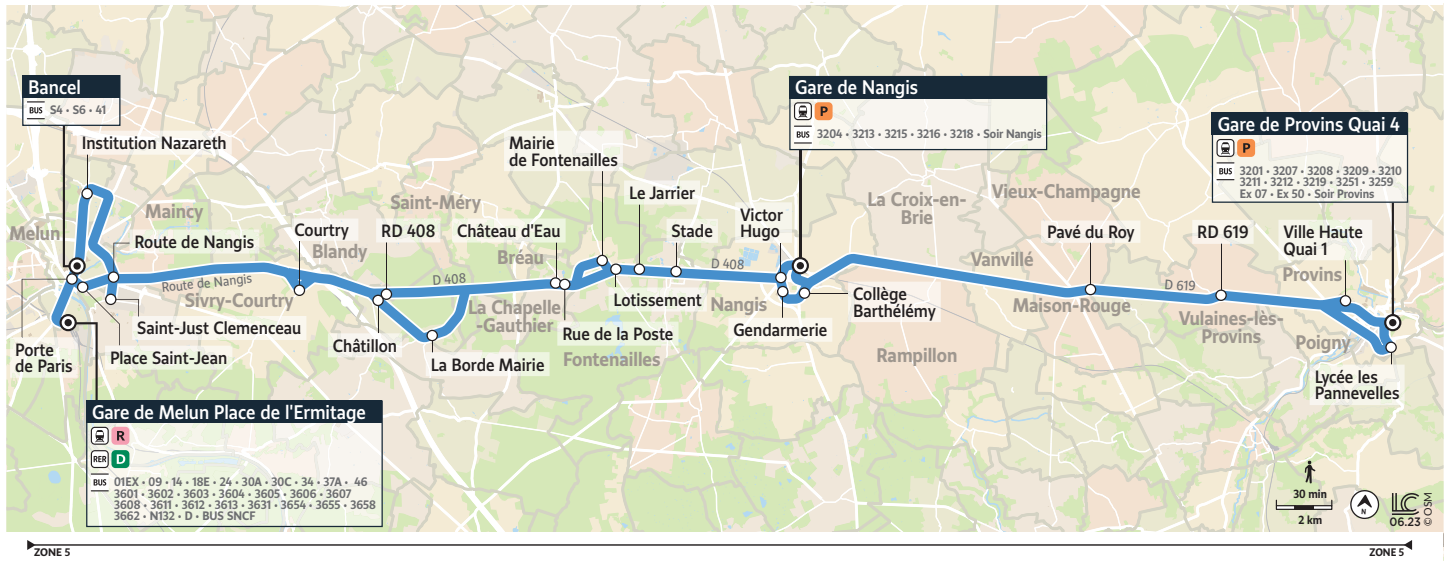 Bancel
BUS S4 • S6 • 41
Institution Nazareth
Melun
Maincy
Route de Nangis
Route de Nangis
Sivry-Courtry
Saint-Just Clemenceau
Place Saint-Jean
Porte
de Paris
Gare de Melun Place de l'Ermitage
R
RER D
BUS 01EX • 09 • 14 • 18E • 24 • 30A • 30C • 34 • 37A • 46
3601 • 3602 • 3603 • 3604 • 3605 • 3606 • 3607
3608 • 3611 • 3612 • 3613 • 3631 • 3654 • 3655 • 3658
3662 • N132 • D • BUS SNCF
Courtry
Blandy
Saint-Méry
RD 408
Châtillon
D 408
La Borde Mairie
Château d'Eau
Bréau
La Chapelle
-Gauthier
Mairie
de Fontenailles
Rue de la Poste
Fontenailles
Le Jarrier
Lotissement
Stade
D 408
Nangis
Victor
Hugo
Gendarmerie
Gare de Nangis
P
BUS 3204 • 3213 • 3215 • 3216 • 3218 • Soir Nangis
Collège
Barthélémy
La Croix-en-
Brie
Rampillon
Vieux-Champagne
Vanvillé
Pavé du Roy
Maison-Rouge
RD 619
D 619
Vulaines-lès-
Provins
Gare de Provins Quai 4
P
BUS 3201 • 3207 • 3208 • 3209 • 3210
3211 • 3212 • 3219 • 3251 • 3259
Ex 07 • Ex 50 • Soir Provins
Ville Haute
Quai 1
Provins
Poigny
Lycée les
Pannevelles
30 min
2 km
N
LC
06.23
© OSM
ZONE 5
ZONE 5